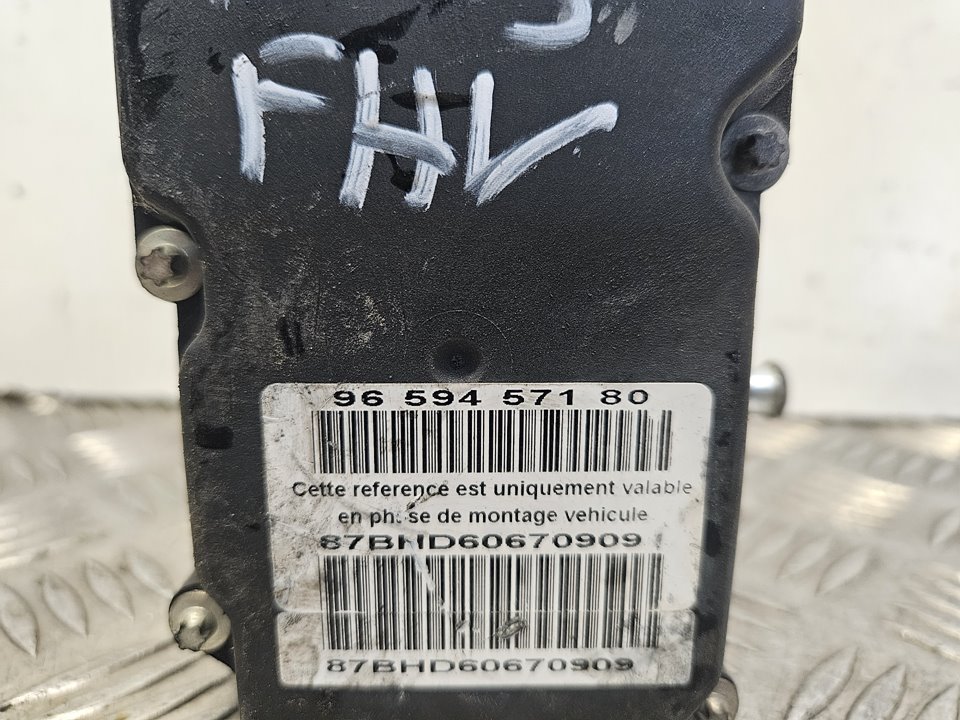 FHV
96 594 571 80
Cette reference est uniquement valable
en phase de montage vehicule
87BHD60670909
87BHD60670909